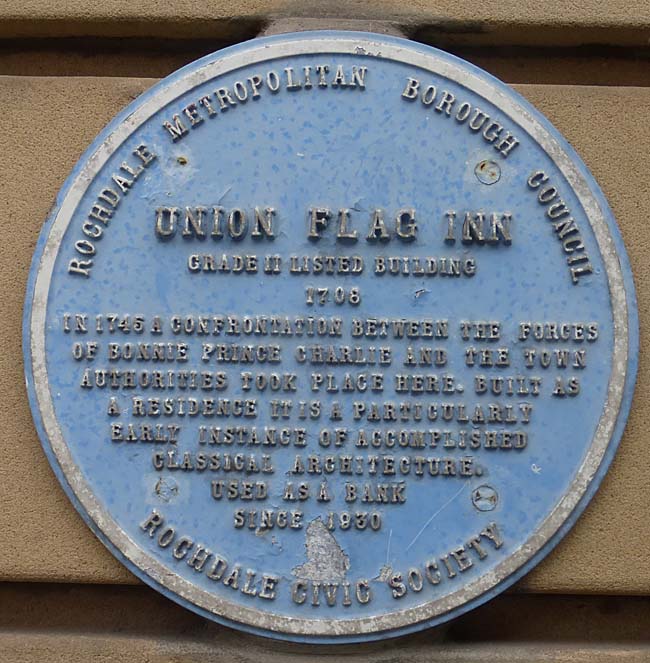 ROCHDALE METROPOLITAN BOROUGH COUNCIL
UNION FLAG INN
GRADE II LISTED BUILDING
1708
IN 1745 A CONFRONTATION BETWEEN THE FORCES
OF BONNIE PRINCE CHARLIE AND THE TOWN
AUTHORITIES TOOK PLACE HERE. BUILT AS
A RESIDENCE IT IS A PARTICULARLY
EARLY INSTANCE OF ACCOMPLISHED
CLASSICAL ARCHITECTURE.
USED AS A BANK
SINCE 1930
ROCHDALE CIVIC SOCIETY